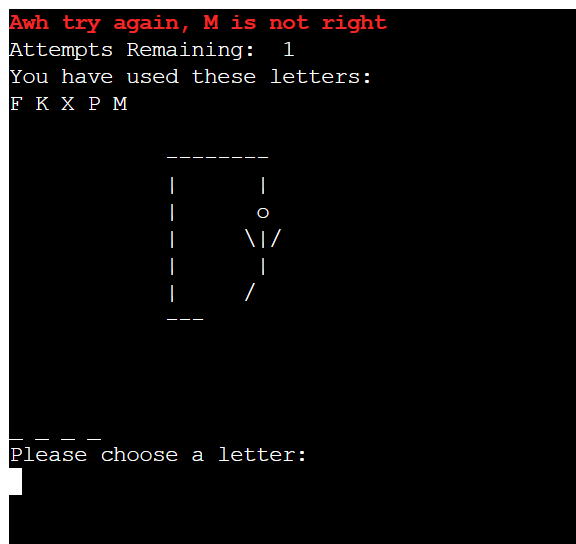 Awh try again, M is not right
Attempts Remaining:  1
You have used these letters:
F K X P M
--------
|       |
|       o
|      \|/
|       |
|      /
---
_ _ _ _
Please choose a letter: